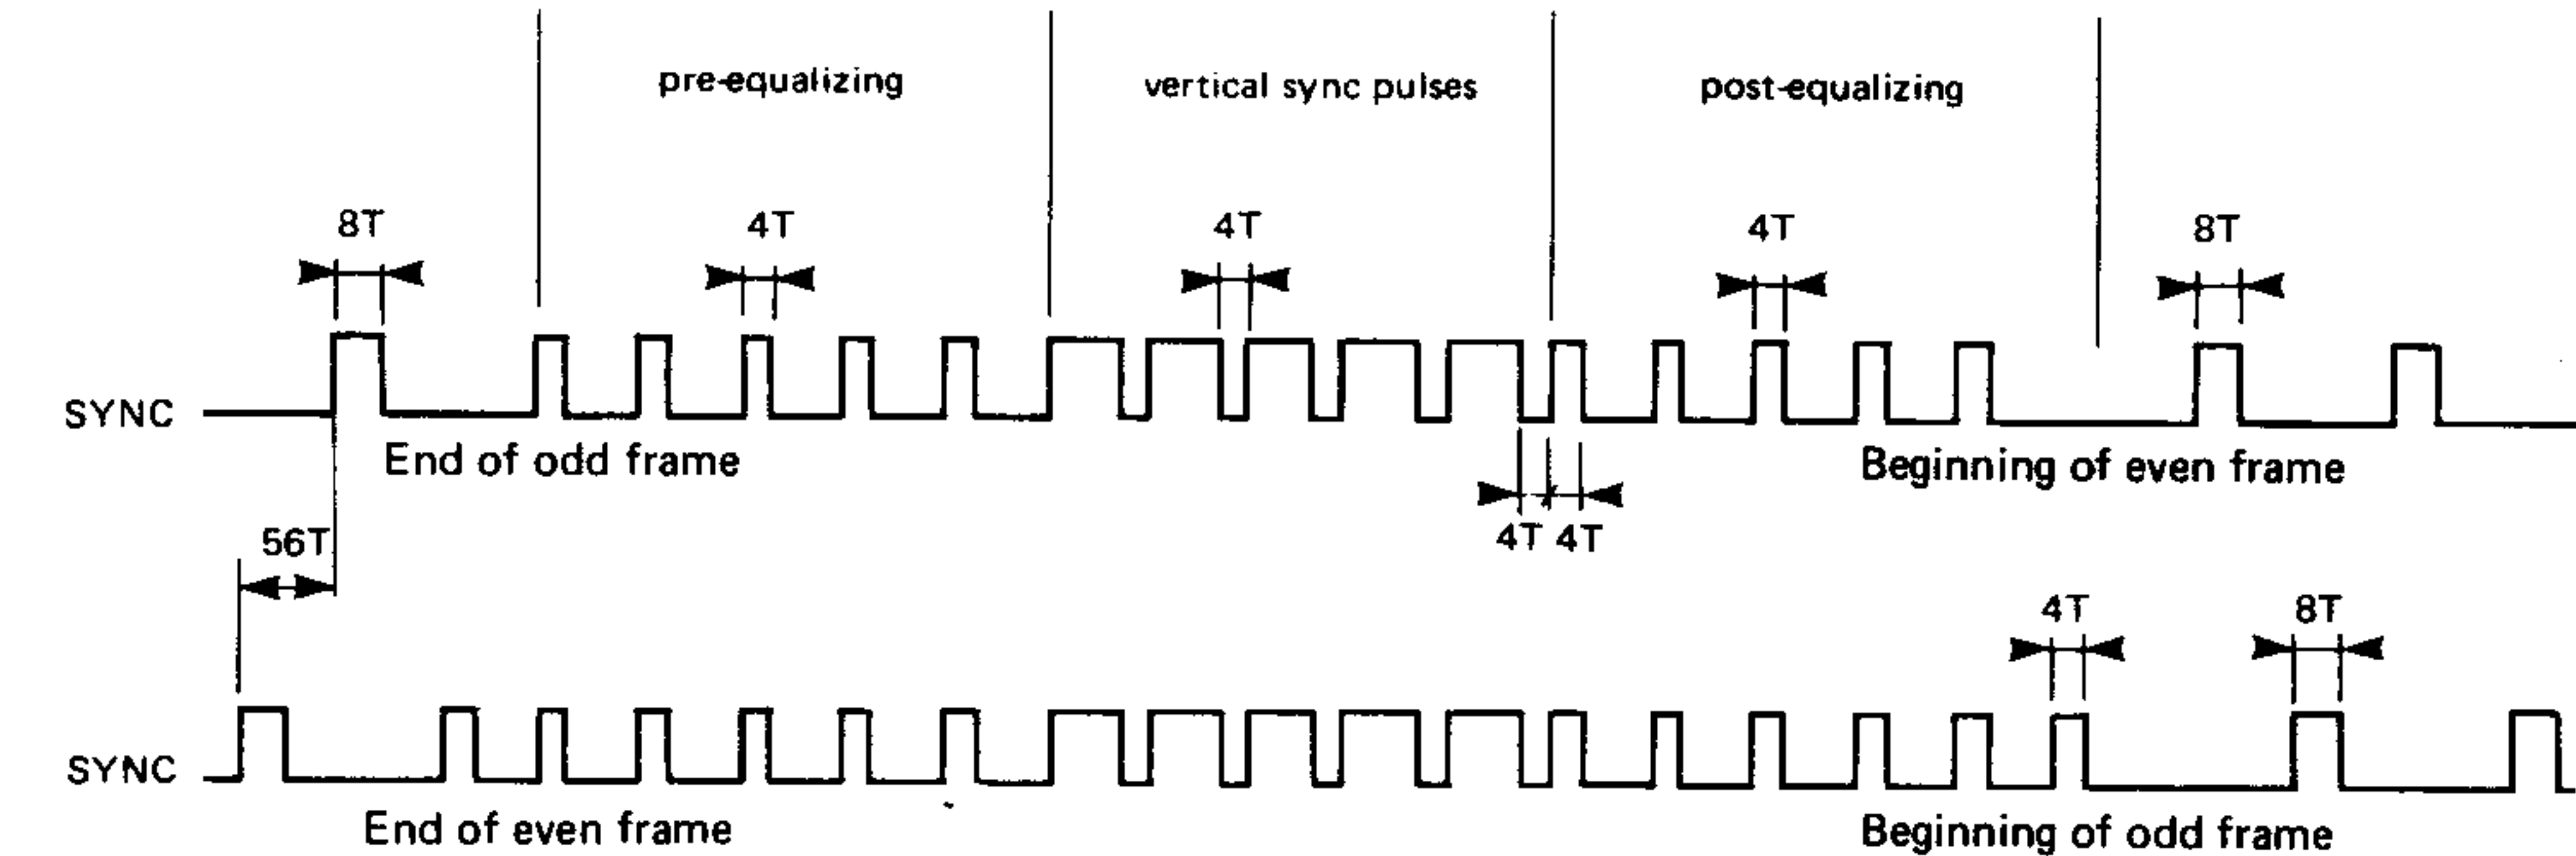 pre-equalizing
vertical sync pulses
post-equalizing
8T
4T
4T
4T
8T
SYNC
End of odd frame
Beginning of even frame
4T 4T
56T
4T
8T
SYNC
End of even frame
Beginning of odd frame